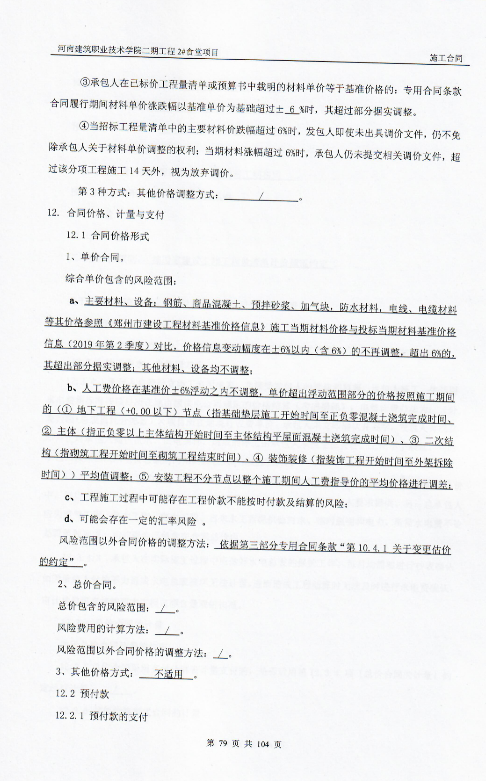 河南建筑职业技术学院二期工程 2#食堂项目
施工合同
③承包人在已标价工程量清单或预算书中载明的材料单价等于基准价格的：专用合同条款
合同履行期间材料单价涨跌幅以基准单价为基础超过± 6 %时，其超过部分据实调整。
④当招标工程量清单中的主要材料价跌幅超过 6%时，发包人即使未出具调价文件，仍不免
除承包人关于材料单价调整的权利；当期材料涨幅超过 6%时，承包人仍未提交相关调价文件，超
过该分项工程施工 14 天外，视为放弃调价。
第 3 种方式：其他价格调整方式： / 。
12. 合同价格、计量与支付
12.1 合同价格形式
1、单价合同。
综合单价包含的风险范围：
a、主要材料、设备：钢筋、商品混凝土、预拌砂浆、加气块，防水材料，电线、电缆材料
等其价格参照《郑州市建设工程材料基准价格信息》施工当期材料价格与投标当期材料基准价格
信息（2019 年第 2 季度）对比，价格信息变动幅度在±6%以内（含 6%）的不再调整，超出 6%的，
其超出部分据实调整；其他材料、设备均不调整；
b、人工费价格在基准价±6%浮动之内不调整，单价超出浮动范围部分的价格按照施工期间
的（① 地下工程（+0.00 以下）节点（指基础垫层施工开始时间至正负零混凝土浇筑完成时间、
② 主体（指正负零以上主体结构开始时间至主体结构平屋面混凝土浇筑完成时间）、③ 二次结
构（指砌筑工程开始时间至砌筑工程结束时间）、④ 装饰装修（指装饰工程开始时间至外架拆除
时间））平均值调整；⑤ 安装工程不分节点以整个施工期间人工费指导价的平均价格进行调差；
c、工程施工过程中可能存在工程价款不能按时付款及结算的风险；
d、可能会存在一定的汇率风险 。
风险范围以外合同价格的调整方法： 依据第三部分专用合同条款“第 10.4.1 关于变更估价
的约定” 。
2、总价合同。
总价包含的风险范围： / 。
风险费用的计算方法： / 。
风险范围以外合同价格的调整方法： / 。
3、其他价格方式： 不适用 。
12.2 预付款
12.2.1 预付款的支付
第 79 页 共 104 页